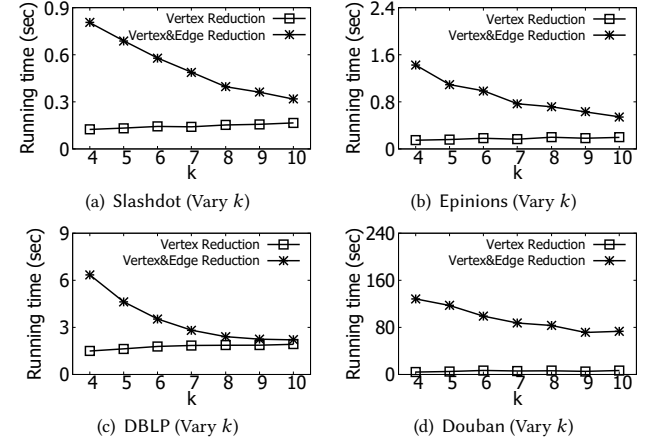 Running time (sec)
0.9
0.6
0.3
0
Vertex Reduction
Vertex&Edge Reduction
4 5 6 7 8 9 10
k
(a) Slashdot (Vary k)
Running time (sec)
2.4
1.6
0.8
0
Vertex Reduction
Vertex&Edge Reduction
4 5 6 7 8 9 10
k
(b) Epinions (Vary k)
Running time (sec)
9
6
3
0
Vertex Reduction
Vertex&Edge Reduction
4 5 6 7 8 9 10
k
(c) DBLP (Vary k)
Running time (sec)
240
160
80
0
Vertex Reduction
Vertex&Edge Reduction
4 5 6 7 8 9 10
k
(d) Douban (Vary k)